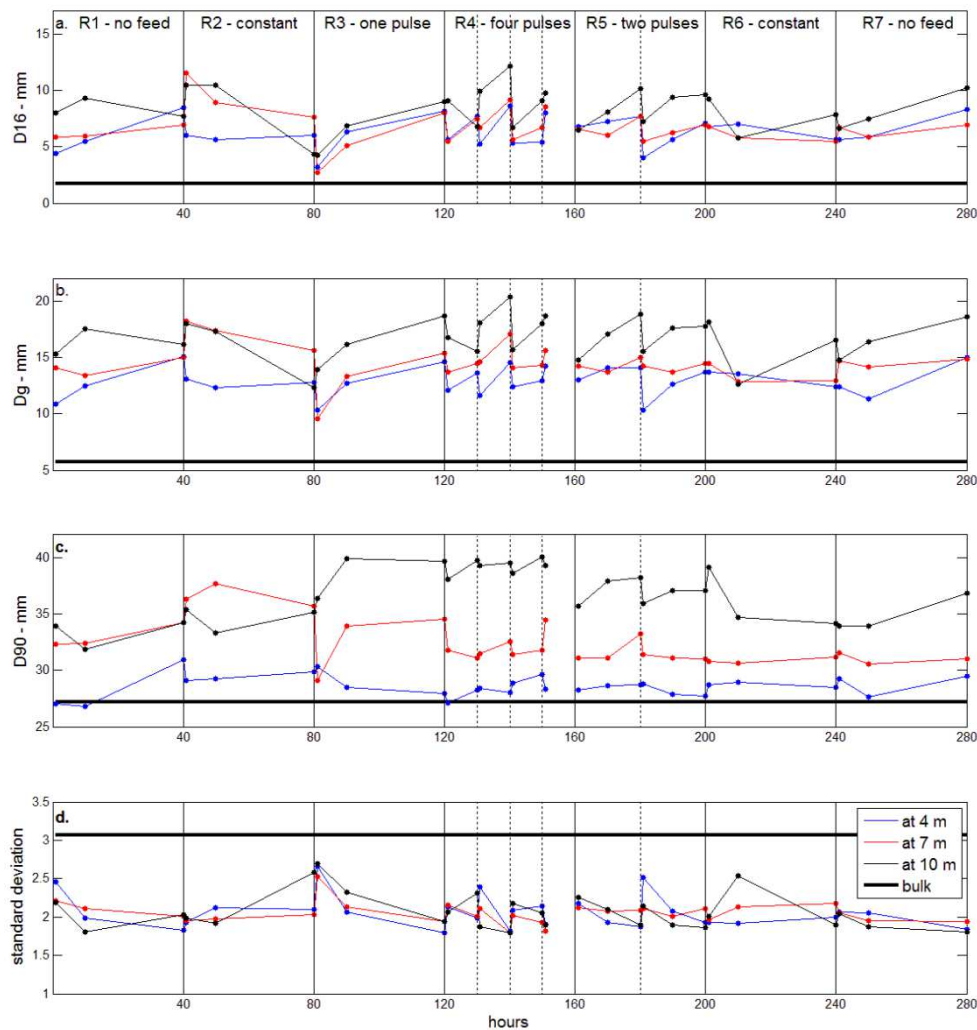 a. R1 - no feed R2 - constant R3 - one pulse R4 - four pulses R5 - two pulses R6 - constant R7 - no feed
D16 - mm
15
10
5
0
40 80 120 160 200 240 280
b.
Dg - mm
20
15
10
5
40 80 120 160 200 240 280
c.
D90 - mm
40
35
30
25
40 80 120 160 200 240 280
d.
standard deviation
3.5
3
2.5
2
1.5
1
at 4 m
at 7 m
at 10 m
bulk
40 80 120 160 200 240 280
hours